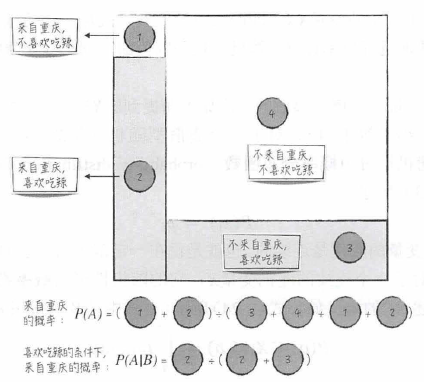 来自重庆,
不喜欢吃辣
1
4
来自重庆,
喜欢吃辣
2
不来自重庆,
不喜欢吃辣
不来自重庆,
喜欢吃辣
3
来自重庆
的概率: P(A) = ( 1 + 2 ) ÷ ( 3 + 4 + 1 + 2 )
喜欢吃辣的条件下,
来自重庆的概率: P(A|B) = 2 ÷ ( 2 + 3 )